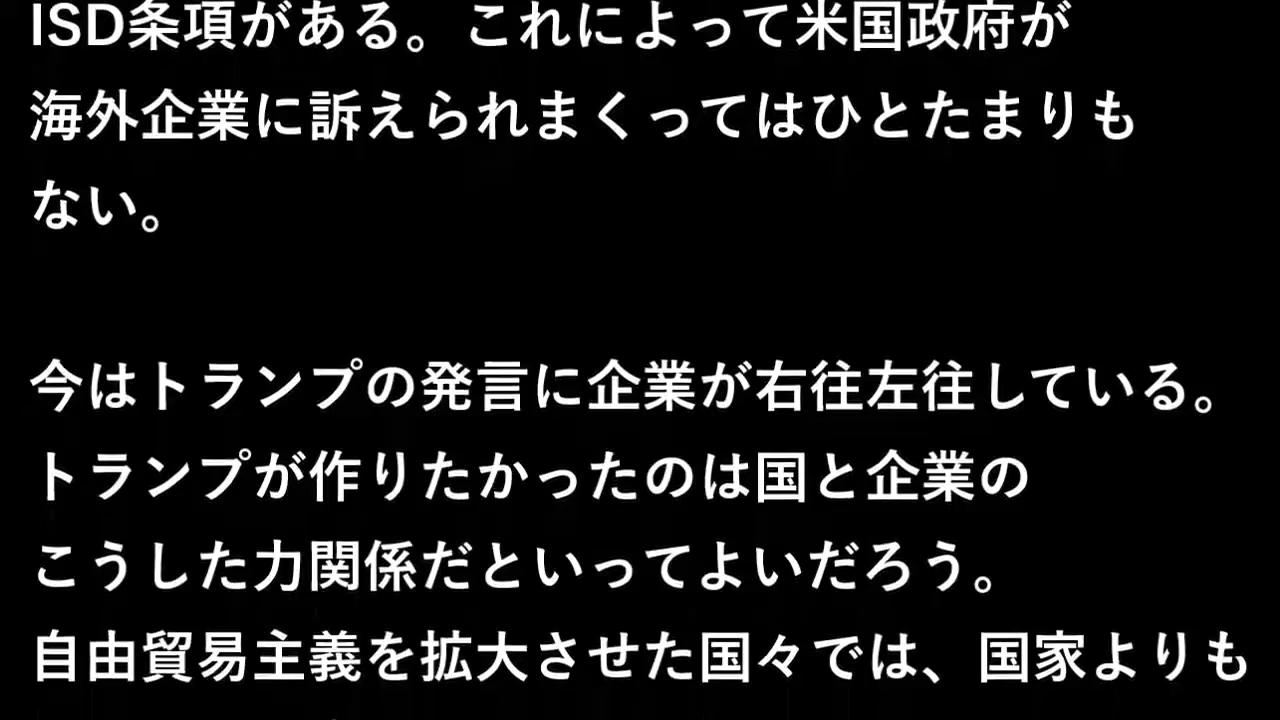 ISD条項がある。これによって米国政府が
海外企業に訴えられまくってはひとたまりも
ない。
今はトランプの発言に企業が右往左往している。
トランプが作りたかったのは国と企業の
こうした力関係だといってよいだろう。
自由貿易主義を拡大させた国々では、国家よりも